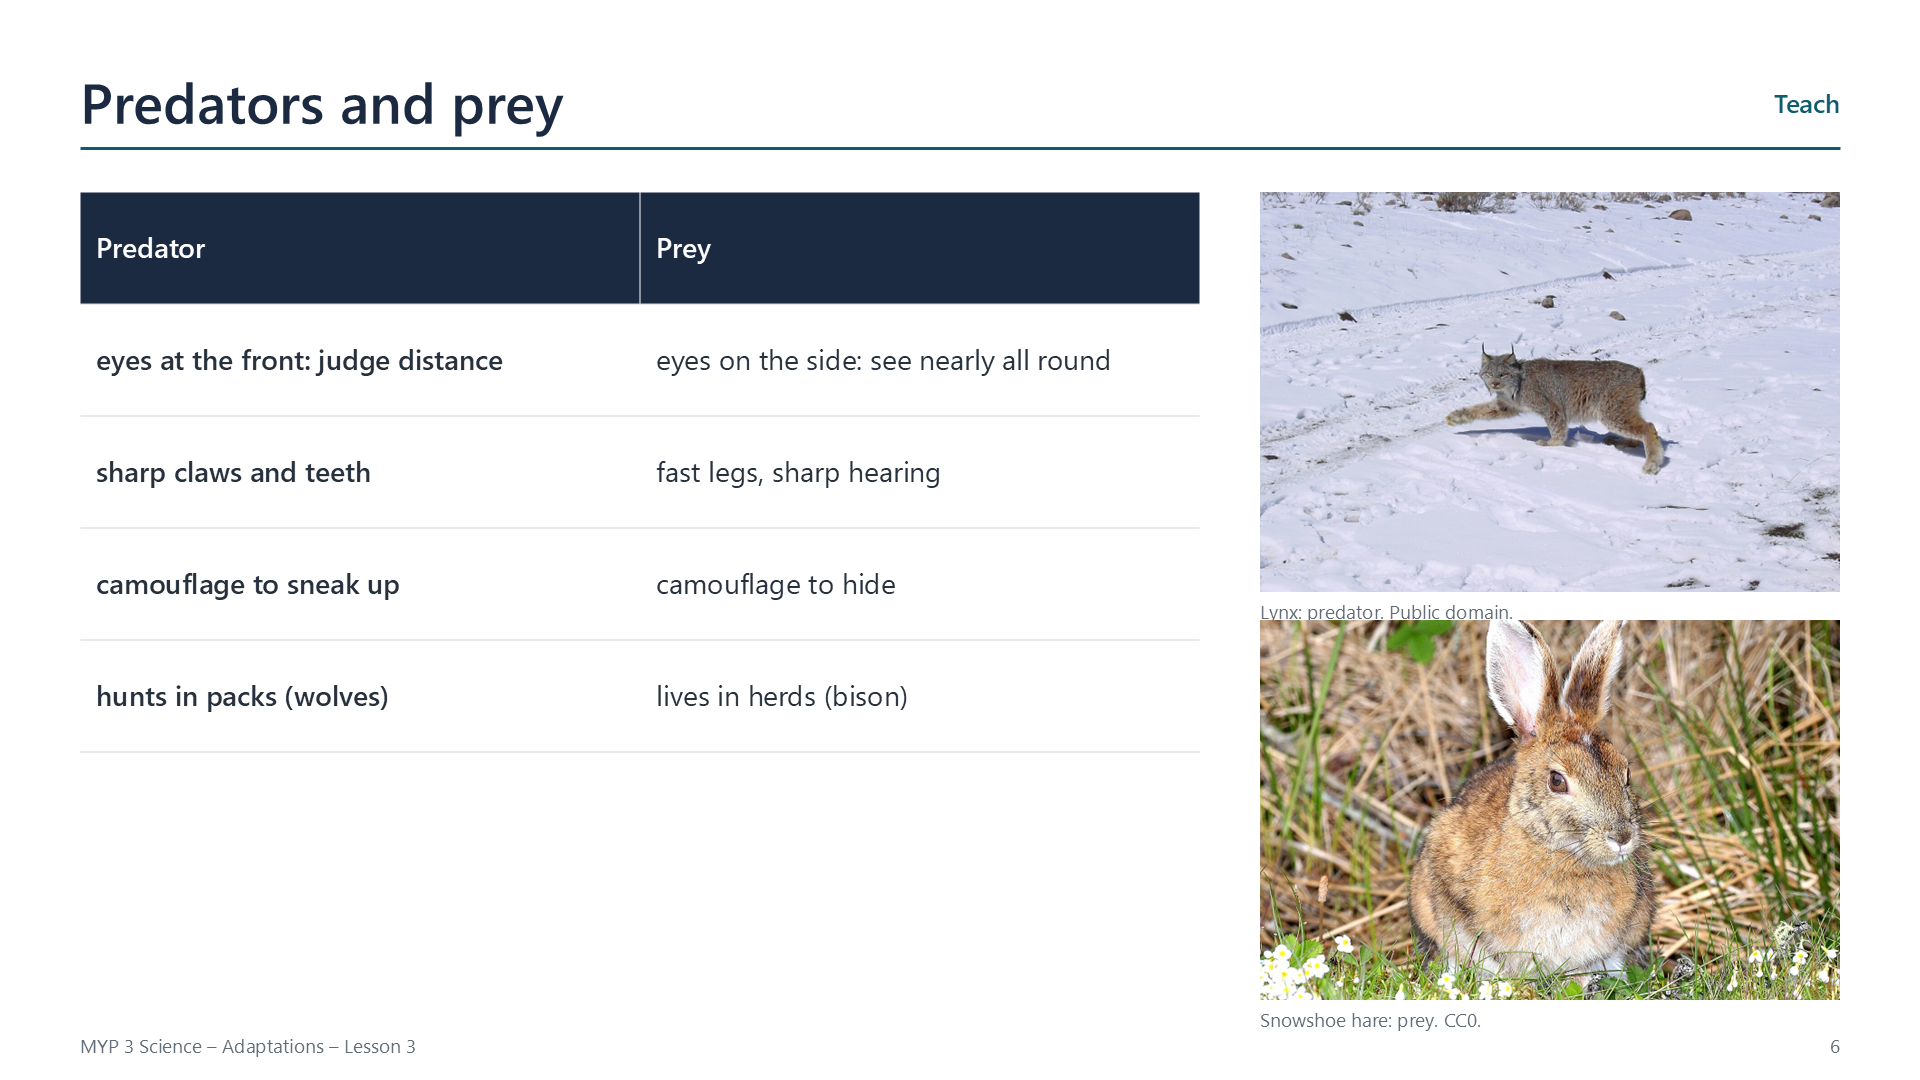 Predators and prey
Teach
Predator
Prey
eyes at the front: judge distance
eyes on the side: see nearly all round
sharp claws and teeth
fast legs, sharp hearing
camouflage to sneak up
camouflage to hide
hunts in packs (wolves)
lives in herds (bison)
Lynx: predator. Public domain.
Snowshoe hare: prey. CC0.
MYP 3 Science – Adaptations – Lesson 3
6